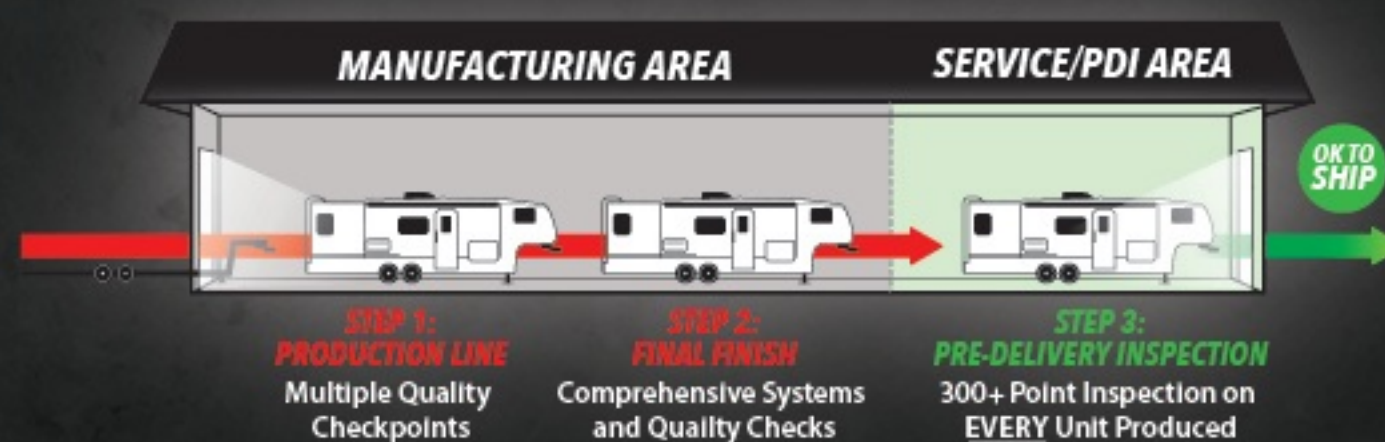 MANUFACTURING AREA
SERVICE/PDI AREA
OK TO
SHIP
STEP 1:
PRODUCTION LINE
Multiple Quality
Checkpoints
STEP 2:
FINAL FINISH
Comprehensive Systems
and Quailty Checks
STEP 3:
PRE-DELIVERY INSPECTION
300+ Point Inspection on
EVERY Unit Produced